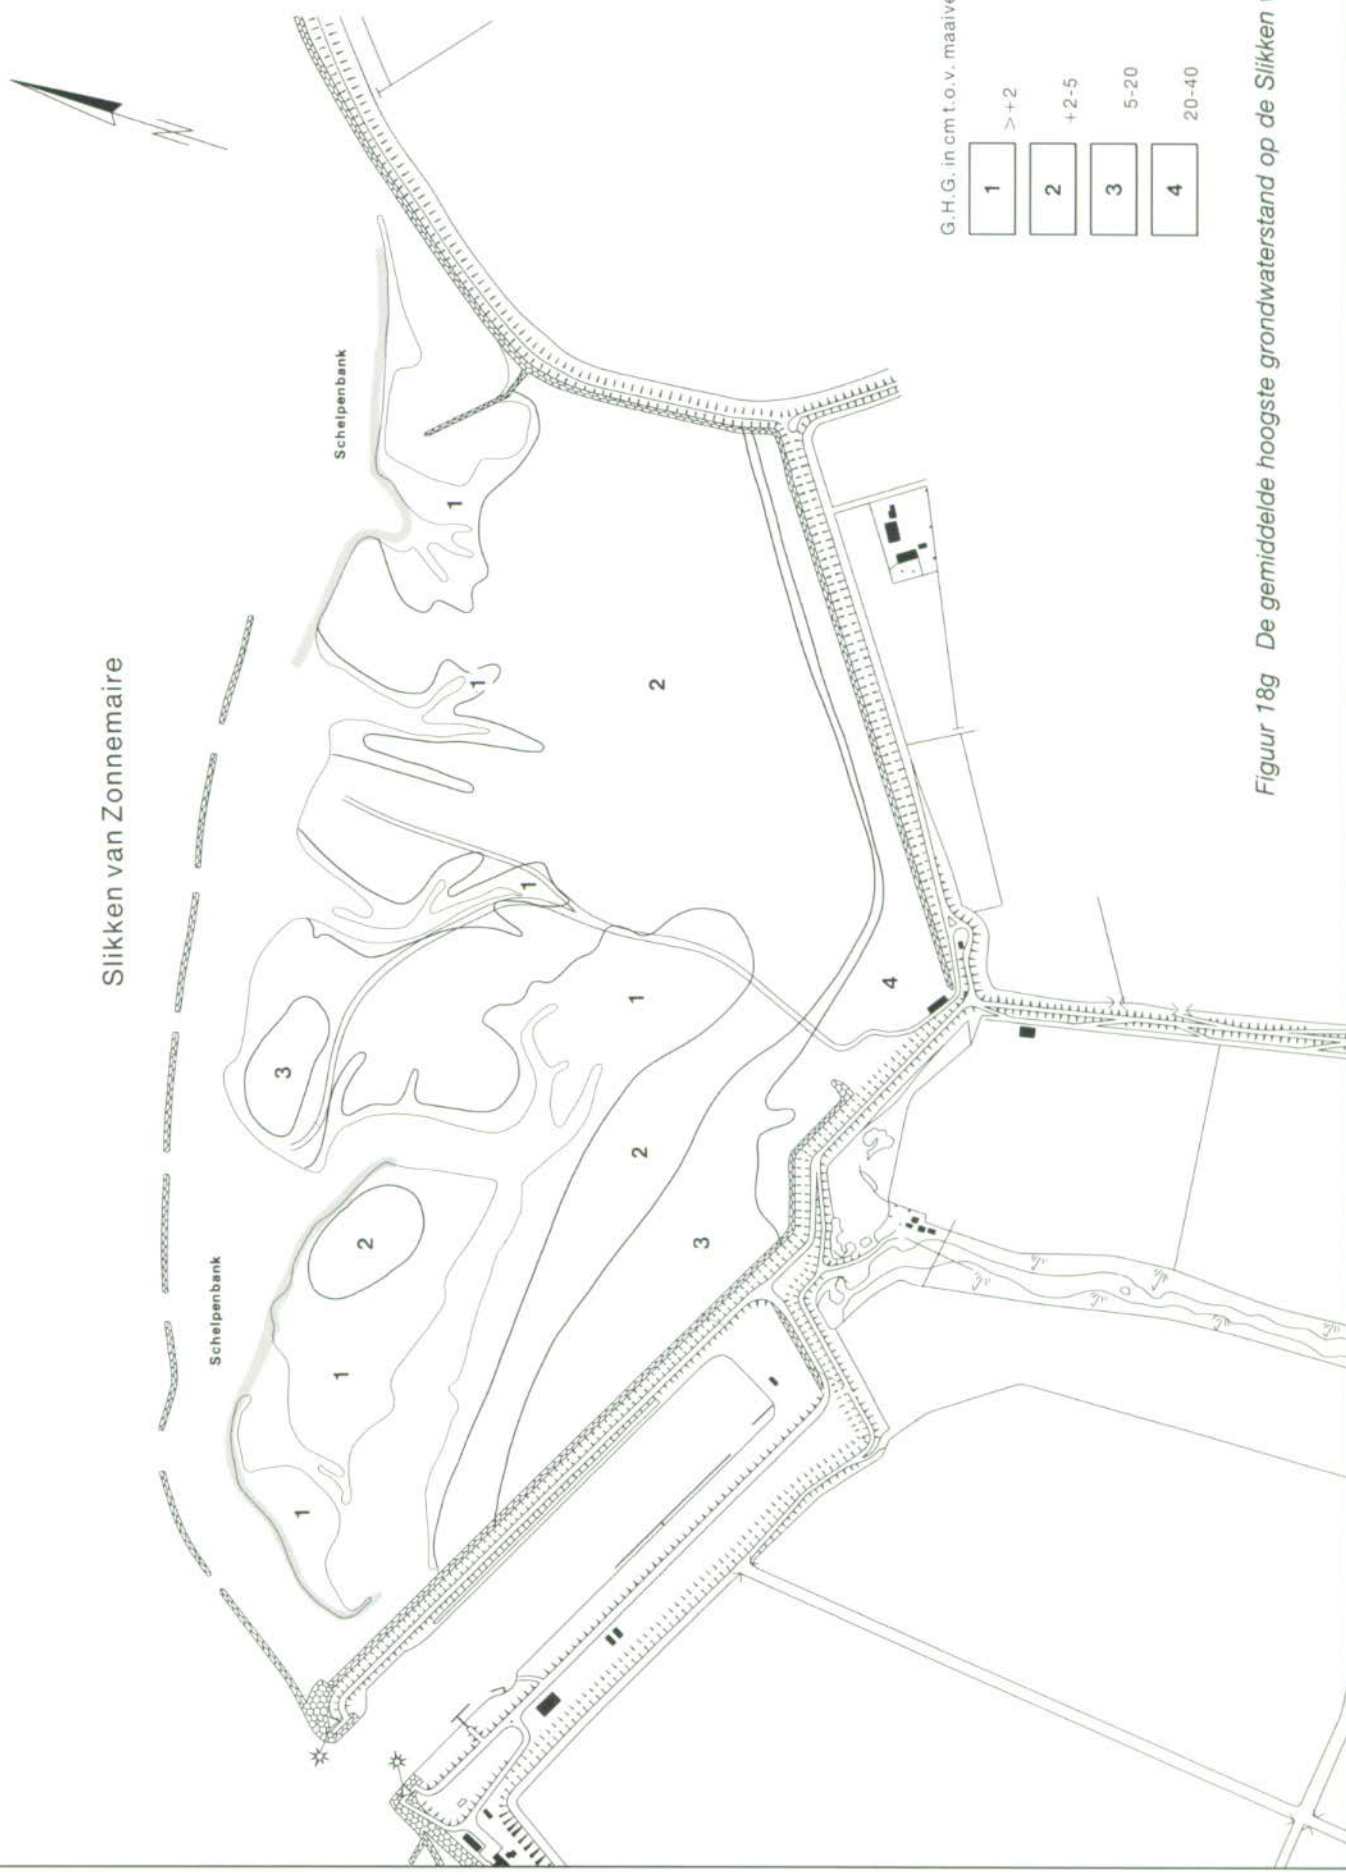 Slikken van Zonnemaire
Schelpenbank
Schelpenbank
N
1
1
2
1
3
1
2
4
2
3
1
1
G.H.G. in cm t.o.v.
1 >+2
2 +2-5
3 5-20
4 20-40
Figuur 18g De gemiddelde hoogste grondwaterstand op de Slikken